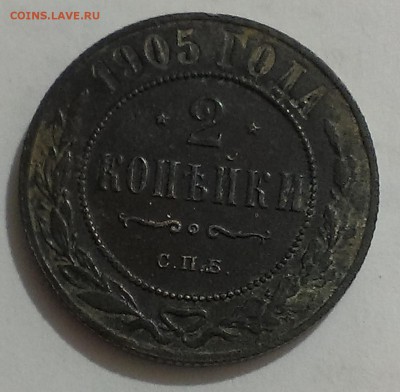 COINS.LAVE.RU
1905 ГОДА
2
КОПѢЙКИ
С.П.Б.